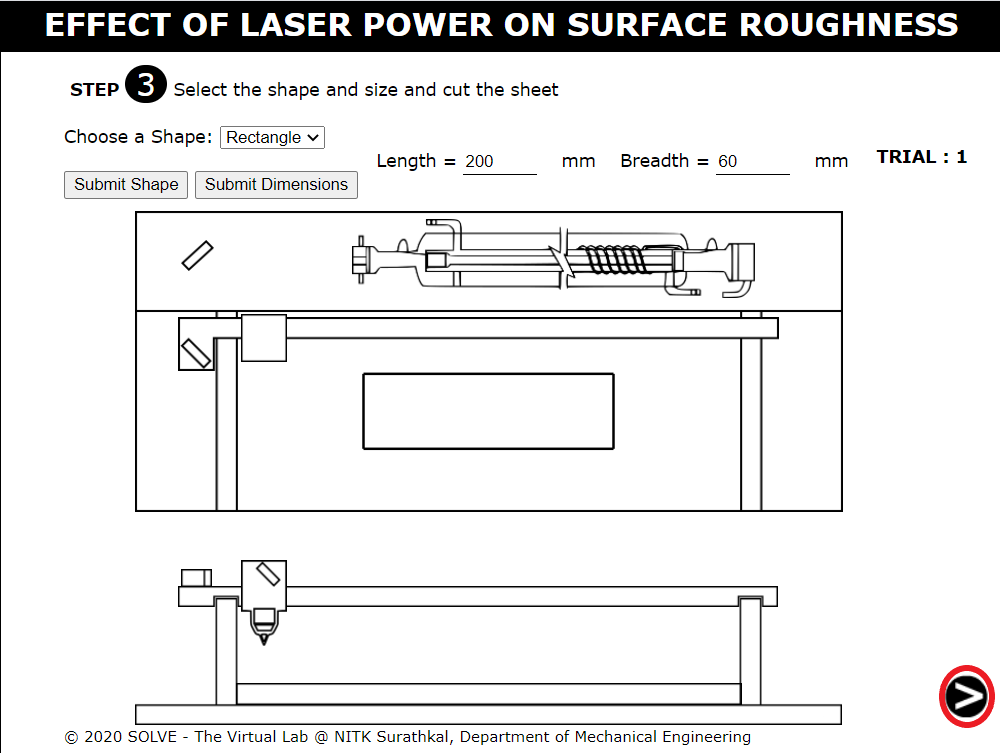 EFFECT OF LASER POWER ON SURFACE ROUGHNESS
STEP 3 Select the shape and size and cut the sheet
Choose a Shape: Rectangle
Length = 200 mm Breadth = 60 mm TRIAL : 1
Submit Shape Submit Dimensions
© 2020 SOLVE - The Virtual Lab @ NITK Surathkal, Department of Mechanical Engineering